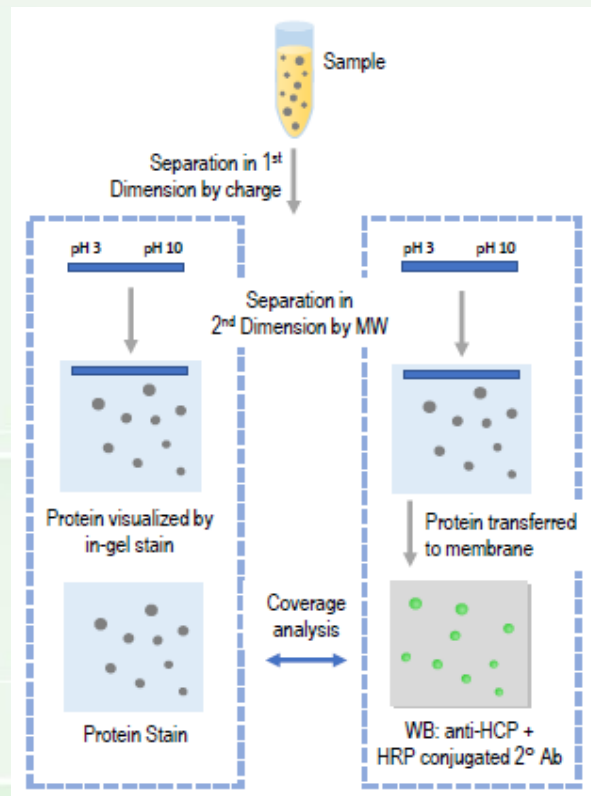 Sample
Separation in 1st
Dimension by charge
pH 3 pH 10
pH 3 pH 10
Separation in
2nd Dimension by MW
Protein visualized by
in-gel stain
Protein transferred
to membrane
Coverage
analysis
Protein Stain
WB: anti-HCP +
HRP conjugated 2° Ab